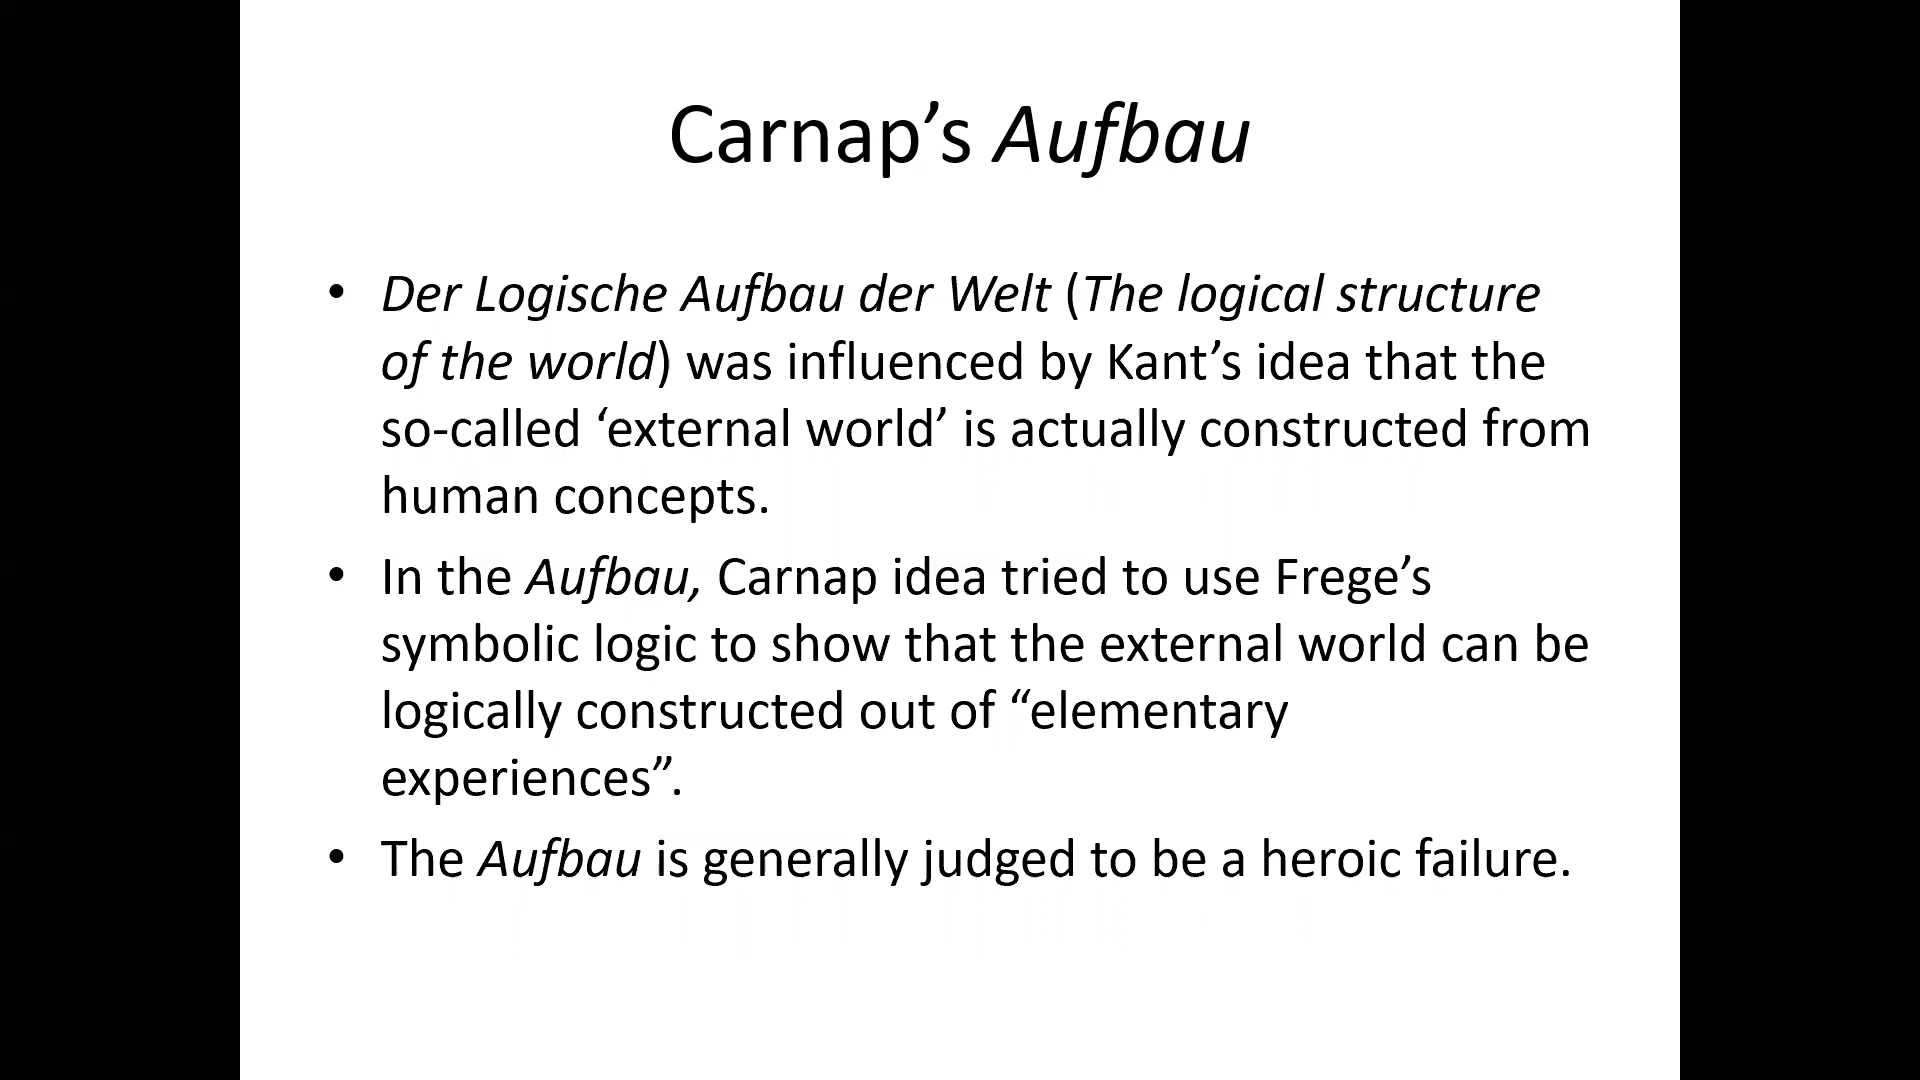 Carnap’s Aufbau
• Der Logische Aufbau der Welt (The logical structure
of the world) was influenced by Kant’s idea that the
so-called ‘external world’ is actually constructed from
human concepts.
• In the Aufbau, Carnap idea tried to use Frege’s
symbolic logic to show that the external world can be
logically constructed out of “elementary
experiences”.
• The Aufbau is generally judged to be a heroic failure.